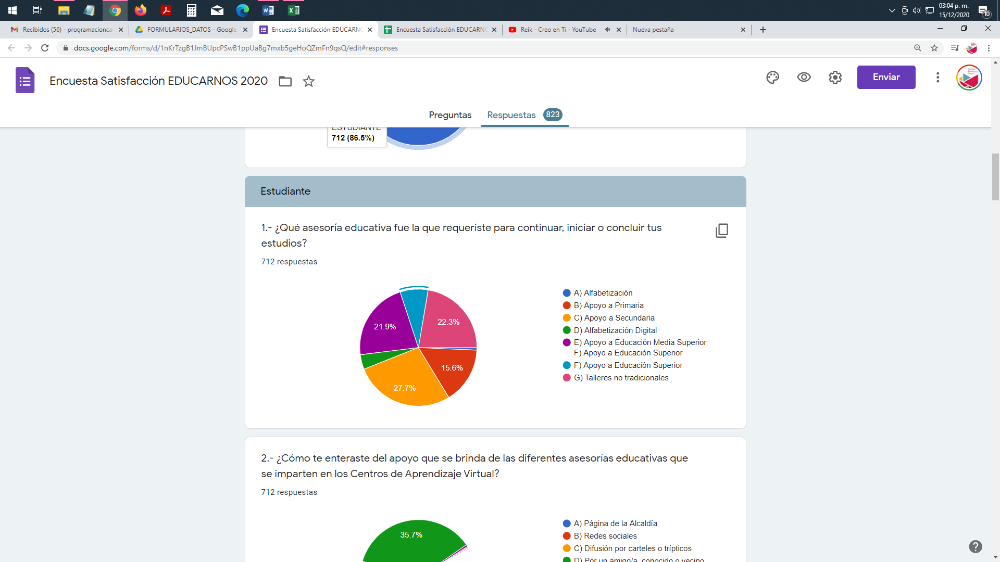 03:04 p. m.
15/12/2020
10
Recibidos (56) - programacionca
FORMULARIOS_DATOS - Google
Encuesta Satisfacción EDUCARNO
Encuesta Satisfacción EDUCARNO
Reik - Creo en Ti - YouTube
Nueva pestaña
docs.google.com/forms/d/1nKrTzgB1JmBUpcPSwB1ppUaBg7mxb5geHoQZmFn9qsQ/edit#responses
Encuesta Satisfacción EDUCARNOS 2020
Enviar
Preguntas
Respuestas 823
ESTUDIANTE
712 (86.5%)
Estudiante
1.- ¿Qué asesoría educativa fue la que requeriste para continuar, iniciar o concluir tus
estudios?
712 respuestas
22.3%
21.9%
15.6%
27.7%
A) Alfabetización
B) Apoyo a Primaria
C) Apoyo a Secundaria
D) Alfabetización Digital
E) Apoyo a Educación Media Superior
F) Apoyo a Educación Superior
F) Apoyo a Educación Superior
G) Talleres no tradicionales
2.- ¿Cómo te enteraste del apoyo que se brinda de las diferentes asesorías educativas que
se imparten en los Centros de Aprendizaje Virtual?
712 respuestas
35.7%
A) Página de la Alcaldía
B) Redes sociales
C) Difusión por carteles o trípticos
D) Por un amigo/a, conocido o vecino